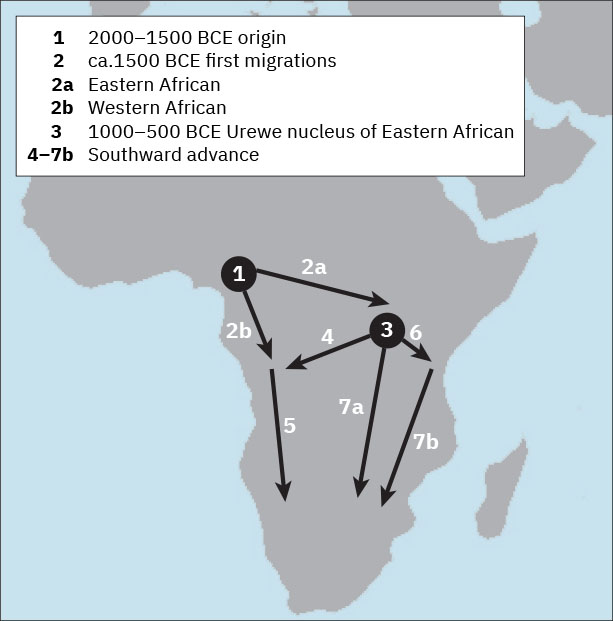 1 2000–1500 BCE origin
2 ca.1500 BCE first migrations
2a Eastern African
2b Western African
3 1000–500 BCE Urewe nucleus of Eastern African
4–7b Southward advance
1
2a
2b
3
4
6
5
7a
7b